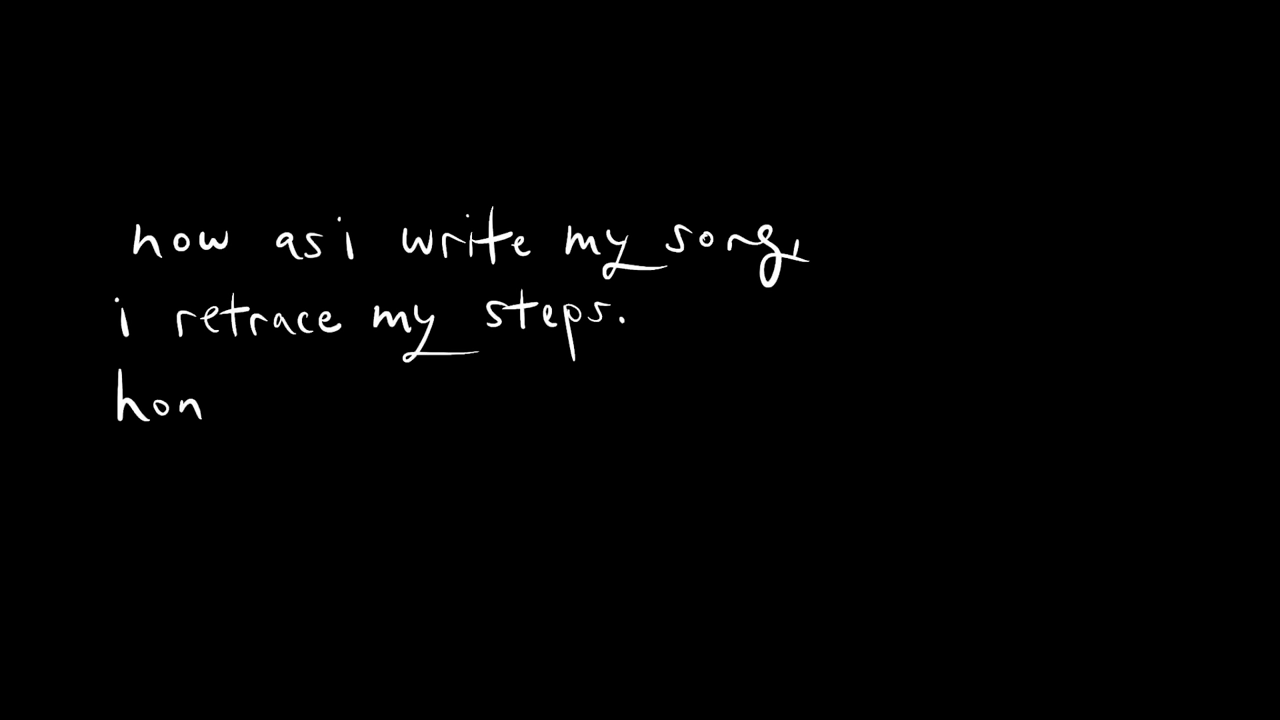 now as i write my song,
i retrace my steps.
hon